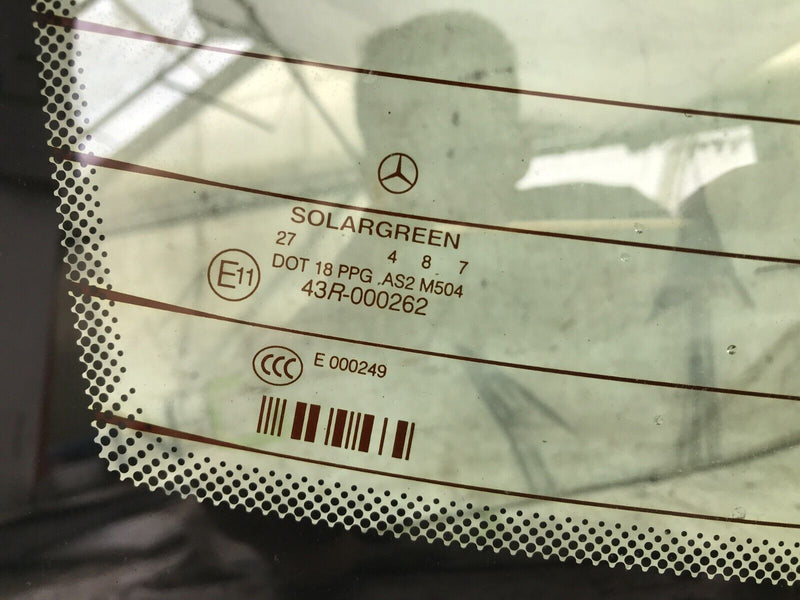 SOLARGREEN
27 4 8 7
E11
DOT 18 PPG AS2 M504
43R-000262
CCC E 000249